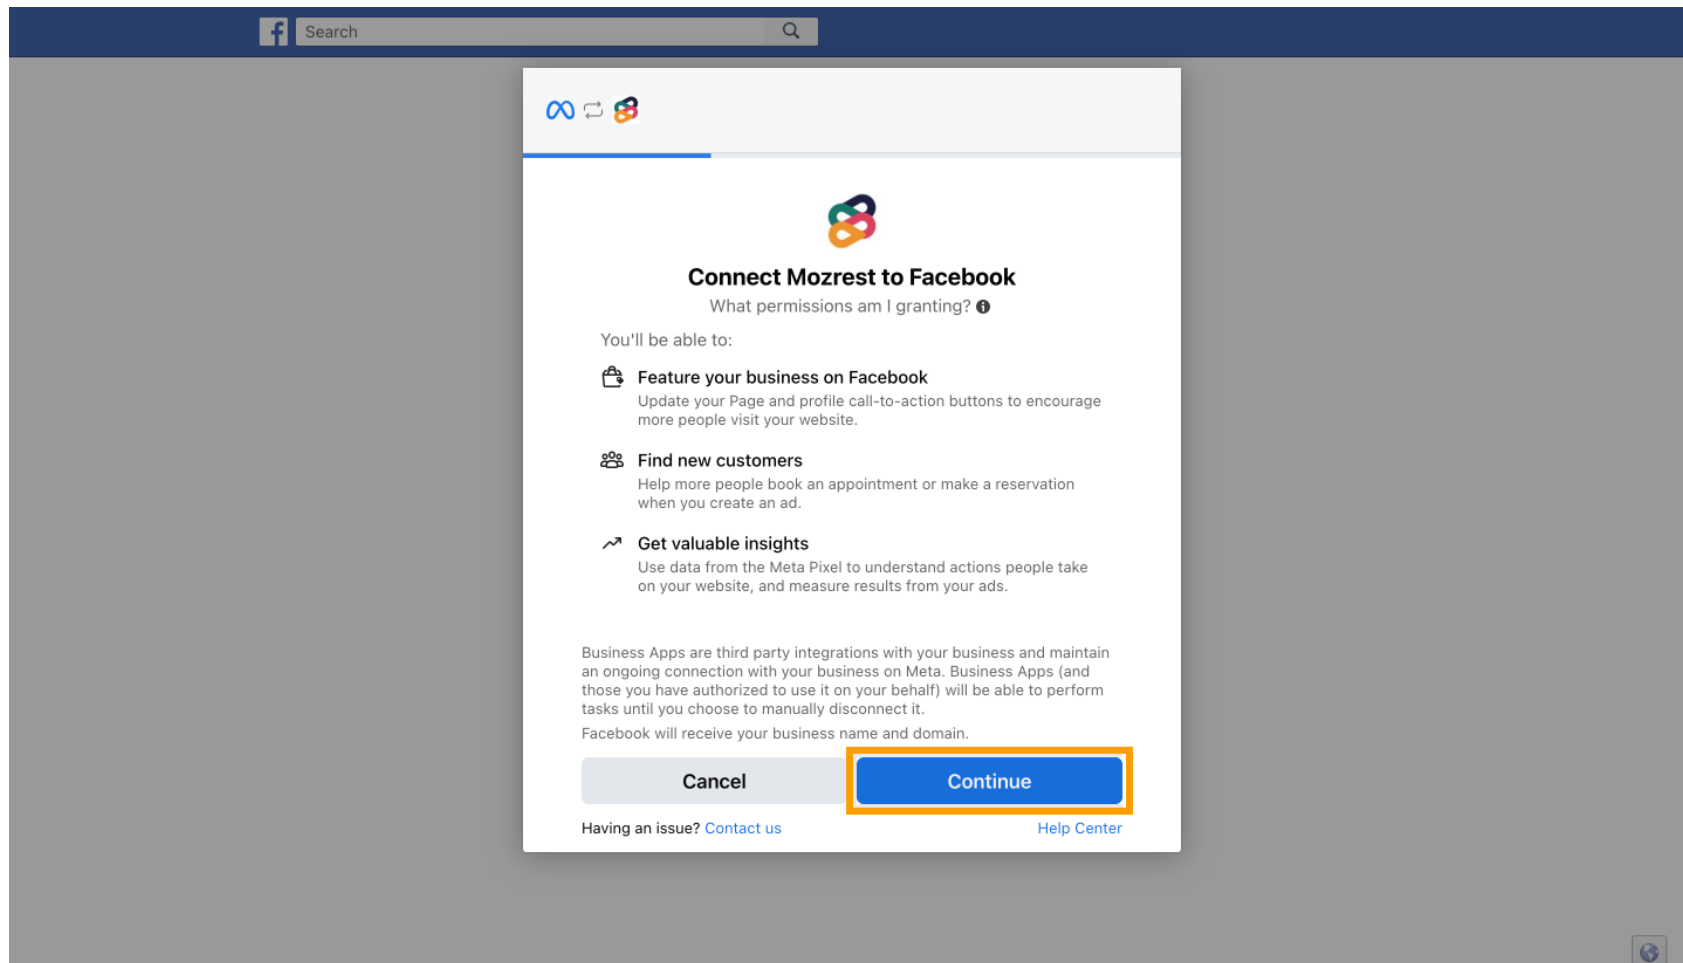 Search
Connect Mozrest to Facebook
What permissions am I granting?
You'll be able to:
Feature your business on Facebook
Update your Page and profile call-to-action buttons to encourage
more people visit your website.
Find new customers
Help more people book an appointment or make a reservation
when you create an ad.
Get valuable insights
Use data from the Meta Pixel to understand actions people take
on your website, and measure results from your ads.
Business Apps are third party integrations with your business and maintain
an ongoing connection with your business on Meta. Business Apps (and
those you have authorized to use it on your behalf) will be able to perform
tasks until you choose to manually disconnect it.
Facebook will receive your business name and domain.
Cancel Continue
Having an issue? Contact us Help Center